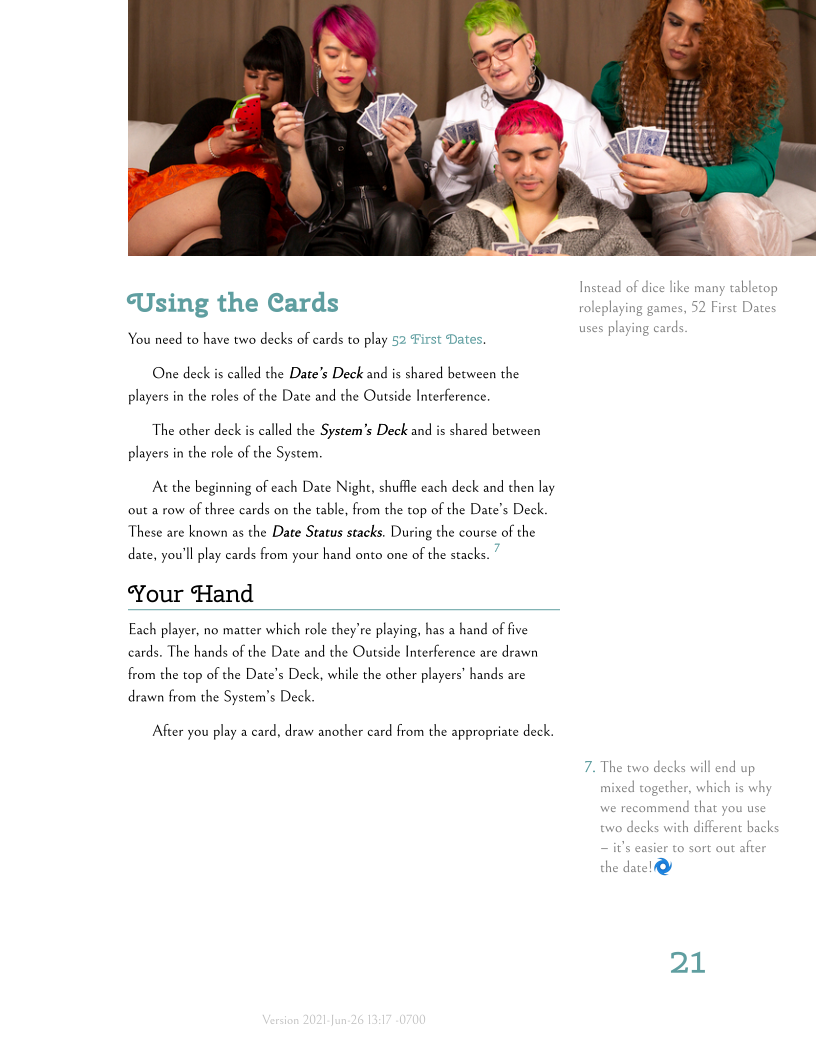 Using the Cards
You need to have two decks of cards to play 52 First Dates.
One deck is called the Date's Deck and is shared between the
players in the roles of the Date and the Outside Interference.
The other deck is called the System's Deck and is shared between
players in the role of the System.
At the beginning of each Date Night, shuffle each deck and then lay
out a row of three cards on the table, from the top of the Date's Deck.
These are known as the Date Status stacks. During the course of the
date, you'll play cards from your hand onto one of the stacks. 7
Your Hand
Each player, no matter which role they're playing, has a hand of five
cards. The hands of the Date and the Outside Interference are drawn
from the top of the Date's Deck, while the other players' hands are
drawn from the System's Deck.
After you play a card, draw another card from the appropriate deck.
Instead of dice like many tabletop
roleplaying games, 52 First Dates
uses playing cards.
7. The two decks will end up
mixed together, which is why
we recommend that you use
two decks with different backs
– it's easier to sort out after
the date!
21
Version 2021-Jun-26 13:17 -0700